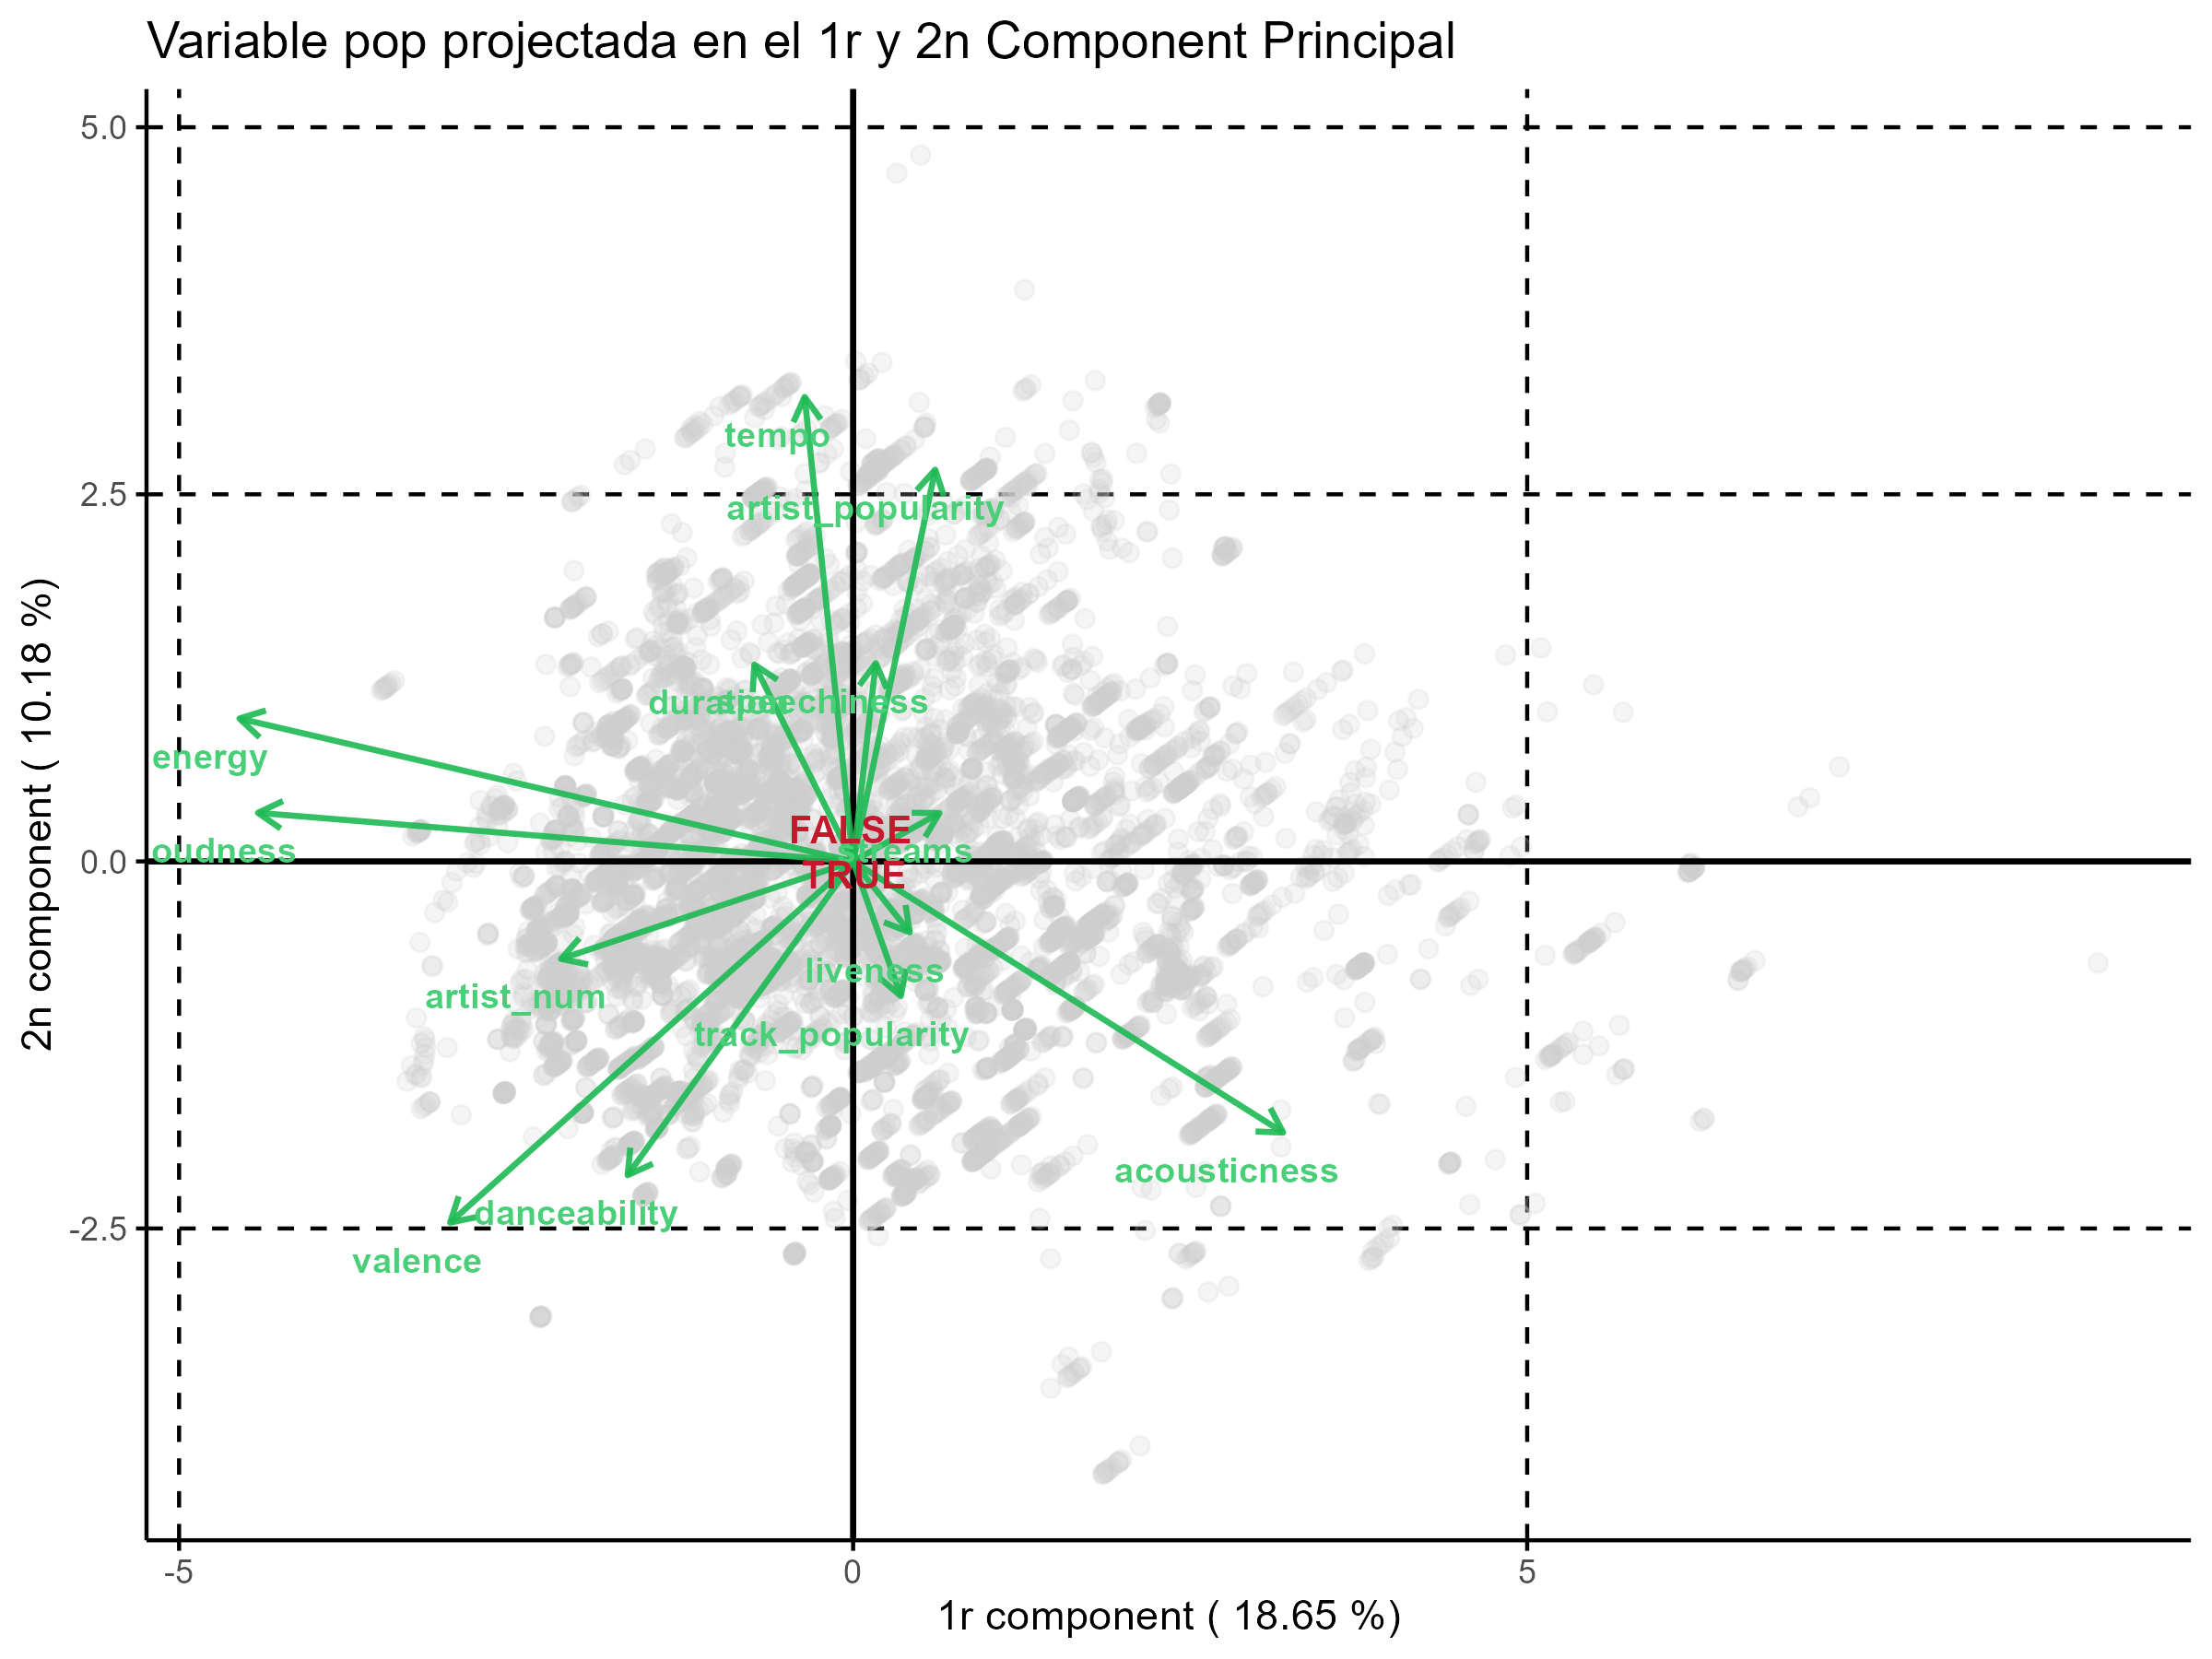 Variable pop projectada en el 1r y 2n Component Principal
5.0
tempo
2.5
artist_popularity
duration
speechiness
energy
FALSE
oudness
streams
0.0
TRUE
liveness
artist_num
track_popularity
acousticness
danceability
-2.5
valence
2n component ( 10.18 %)
-5
0
5
1r component ( 18.65 %)